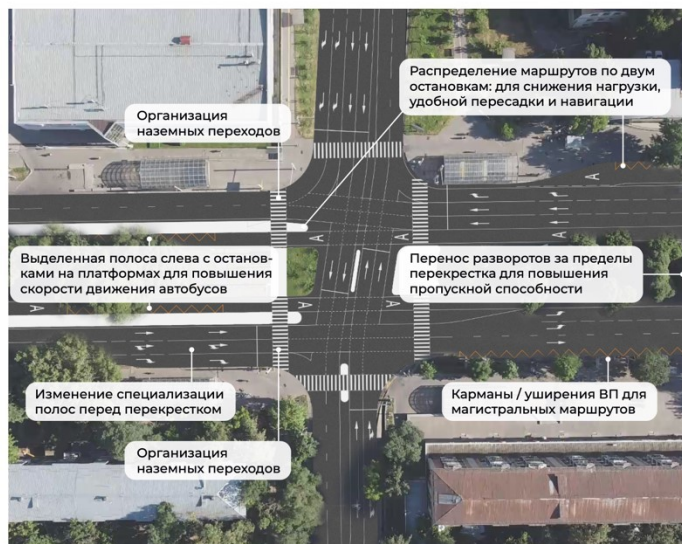 Распределение маршрутов по двум
остановкам: для снижения нагрузки,
удобной пересадки и навигации
Организация
наземных переходов
Выделенная полоса слева с останов-
ками на платформах для повышения
скорости движения автобусов
Перенос разворотов за пределы
перекрестка для повышения
пропускной способности
Изменение специализации
полос перед перекрестком
Карманы / уширения ВП для
магистральных маршрутов
Организация
наземных переходов
А
А
А
А
А